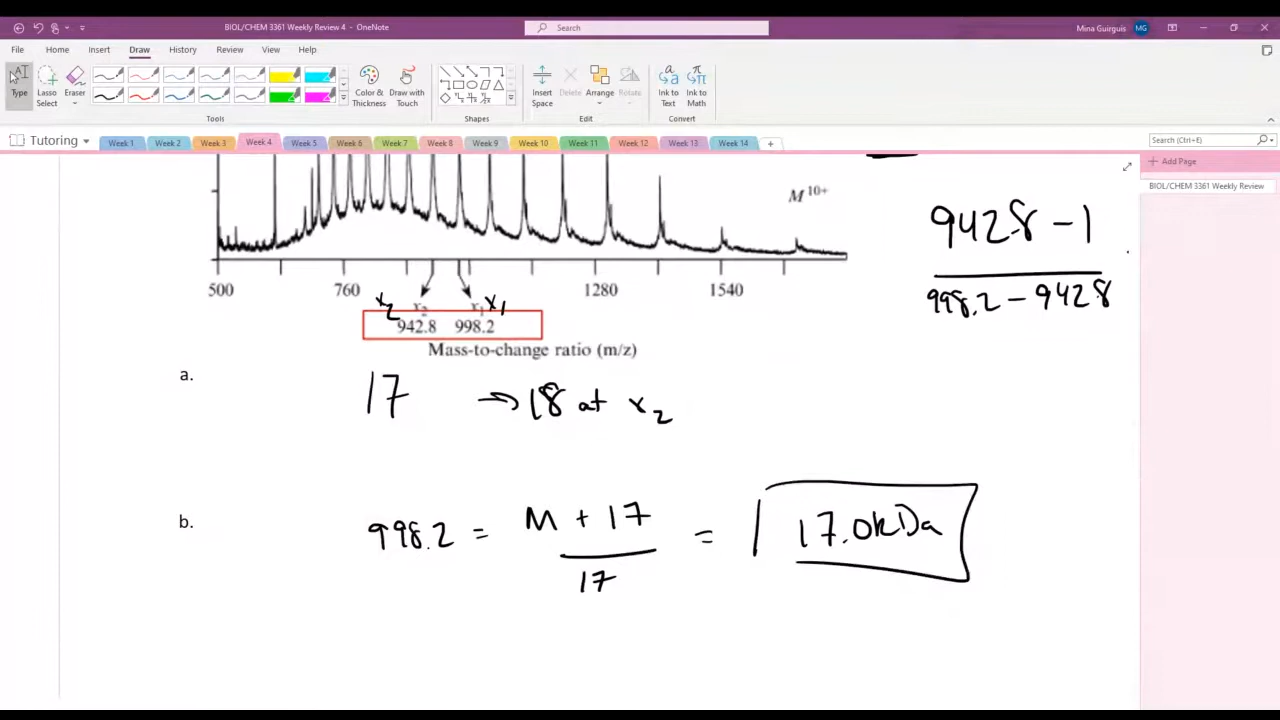 BIOL/CHEM 3361 Weekly Review 4 - OneNote
Search
Mina Guirguis MG
File Home Insert Draw History Review View Help
Type Lasso Select Eraser Color & Thickness Draw with Touch Insert Space Delete Arrange Rotate Ink to Text Ink to Math
Tools Shapes Edit Convert
Tutoring Week 1 Week 2 Week 3 Week 4 Week 5 Week 6 Week 7 Week 8 Week 9 Week 10 Week 11 Week 12 Week 13 Week 14 Search (Ctrl+E)
Add Page
BIOL/CHEM 3361 Weekly Review
M 10+
942.8 - 1
998.2 - 942.8
500 760 1280 1540
x2 x2 x1 x1
942.8 998.2
Mass-to-change ratio (m/z)
a.
17 → 18 at x2
b.
998.2 = M + 17 = 17.0kDa
17